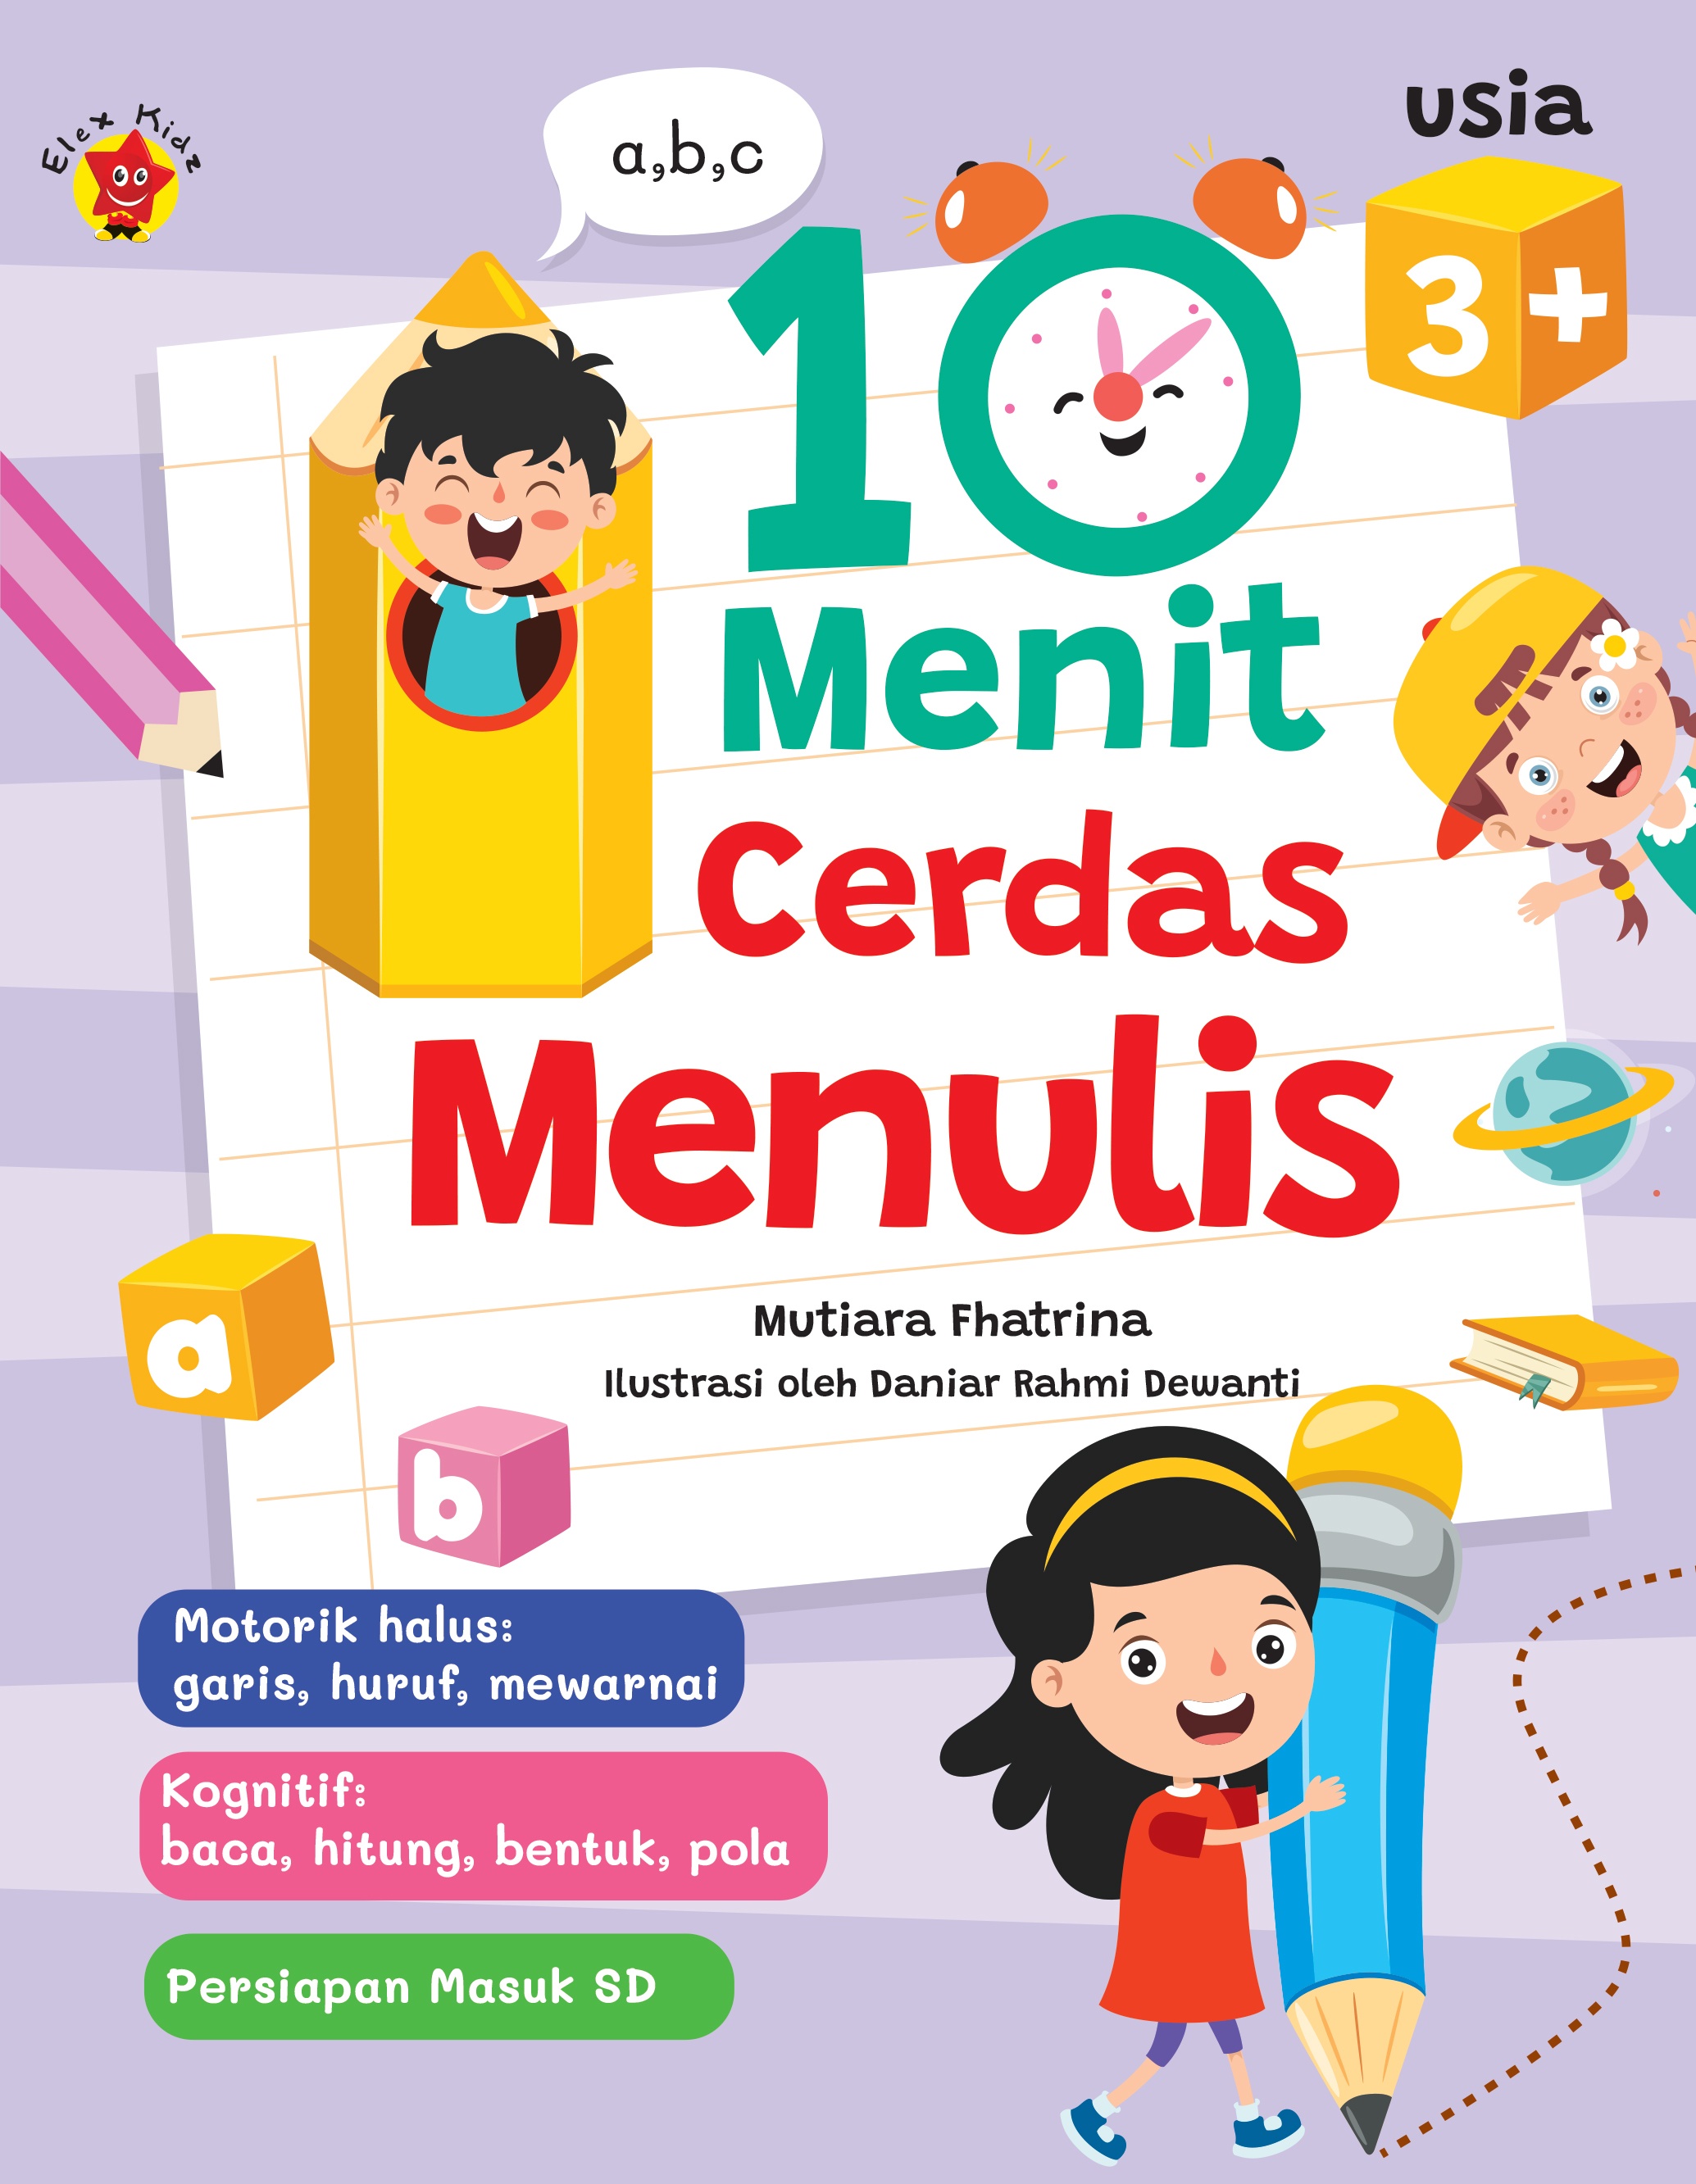 Elex Kidz
a,b,c
usia
3+
10
Menit
Cerdas
Menulis
Mutiara Fhatrina
Ilustrasi oleh Daniar Rahmi Dewanti
a
b
Motorik halus:
garis, huruf, mewarnai
Kognitif:
baca, hitung, bentuk, pola
Persiapan Masuk SD